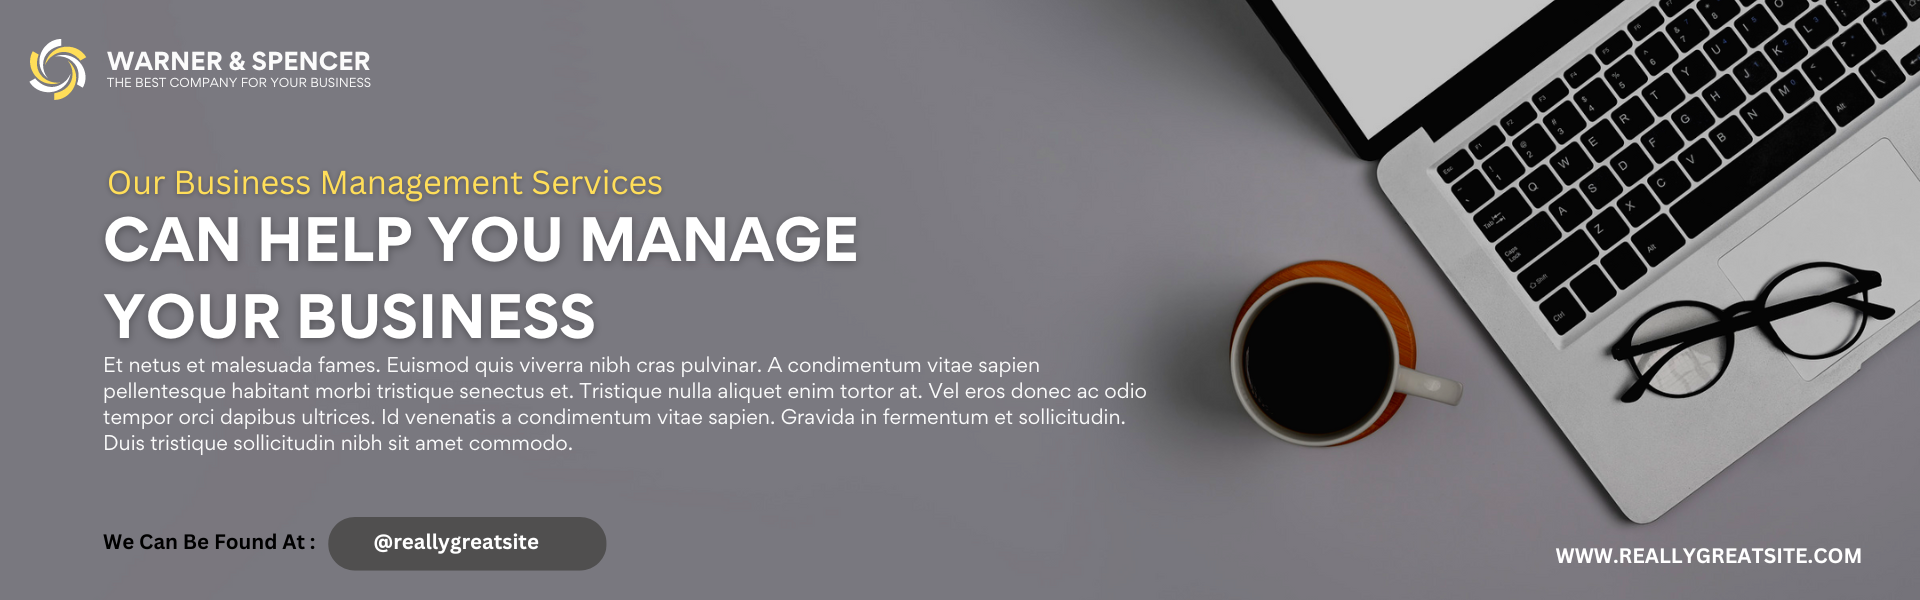 WARNER & SPENCER
THE BEST COMPANY FOR YOUR BUSINESS
Our Business Management Services
CAN HELP YOU MANAGE
YOUR BUSINESS
Et netus et malesuada fames. Euismod quis viverra nibh cras pulvinar. A condimentum vitae sapien
pellentesque habitant morbi tristique senectus et. Tristique nulla aliquet enim tortor at. Vel eros donec ac odio
tempor orci dapibus ultrices. Id venenatis a condimentum vitae sapien. Gravida in fermentum et sollicitudin.
Duis tristique sollicitudin nibh sit amet commodo.
We Can Be Found At :
@reallygreatsite
WWW.REALLYGREATSITE.COM